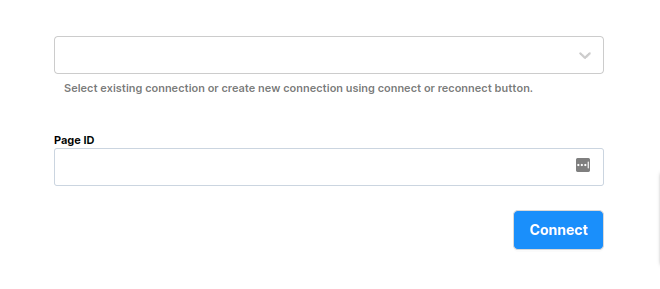 Select existing connection or create new connection using connect or reconnect button.
Page ID
Connect